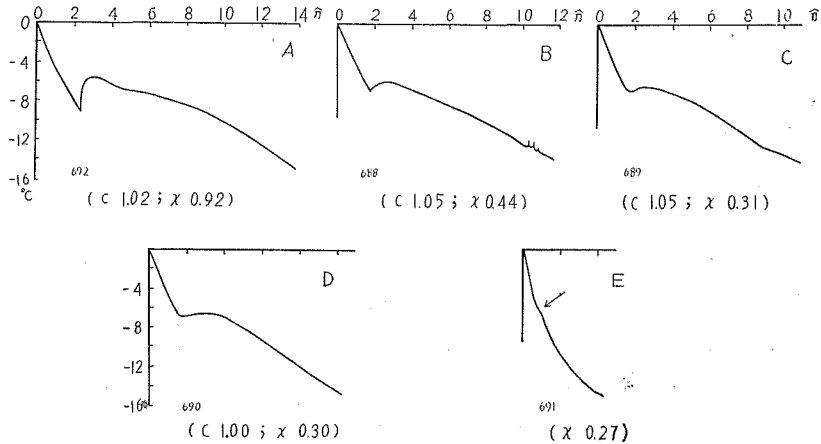 0 2 4 6 8 10 12 14 n̂
0 2 4 6 8 10 12 n̂
0 2 4 6 8 10 n̂
0
-4
-8
-12
-16
°C
A
B
C
692
688
689
(C 1.02 ; χ 0.92)
(C 1.05 ; χ 0.44)
(C 1.05 ; χ 0.31)
-4
-8
-12
-16
D
E
690
691
(C 1.00 ; χ 0.30)
(χ 0.27)